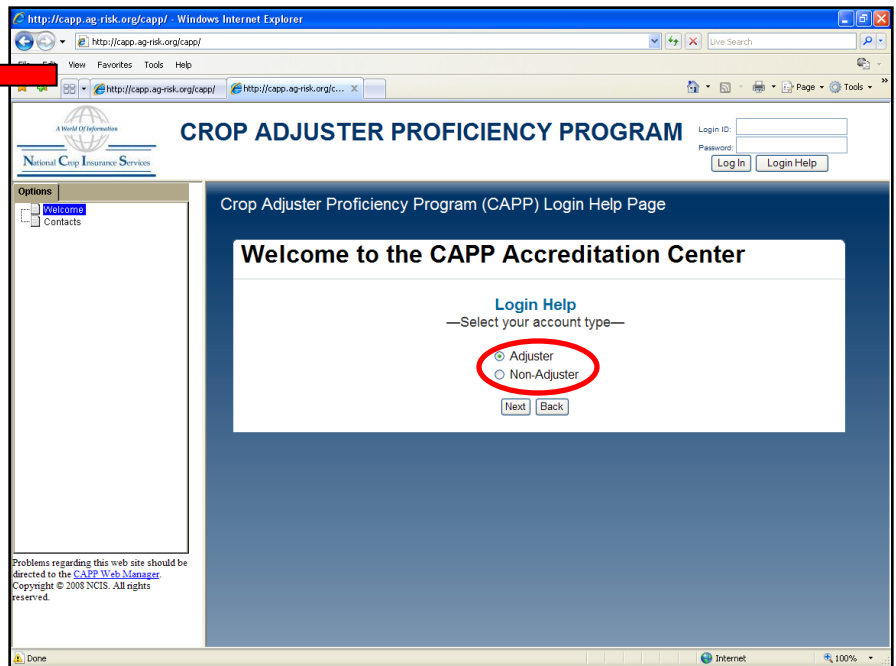 http://capp.ag-risk.org/capp/ - Windows Internet Explorer
http://capp.ag-risk.org/capp/
Live Search
View Favorites Tools Help
http://capp.ag-risk.org/capp/
http://capp.ag-risk.org/c...
Page
Tools
A World Of Information
National Crop Insurance Services
CROP ADJUSTER PROFICIENCY PROGRAM
Login ID:
Password:
Log In
Login Help
Options
Welcome
Contacts
Crop Adjuster Proficiency Program (CAPP) Login Help Page
Welcome to the CAPP Accreditation Center
Login Help
—Select your account type—
Adjuster
Non-Adjuster
Next
Back
Problems regarding this web site should be
directed to the CAPP Web Manager.
Copyright © 2008 NCIS. All rights
reserved.
Done
Internet
100%